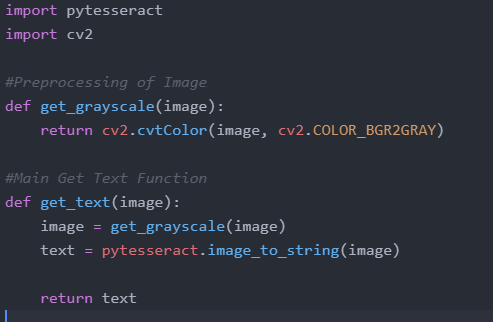 import pytesseract
import cv2
#Preprocessing of Image
def get_grayscale(image):
    return cv2.cvtColor(image, cv2.COLOR_BGR2GRAY)
#Main Get Text Function
def get_text(image):
    image = get_grayscale(image)
    text = pytesseract.image_to_string(image)
    return text